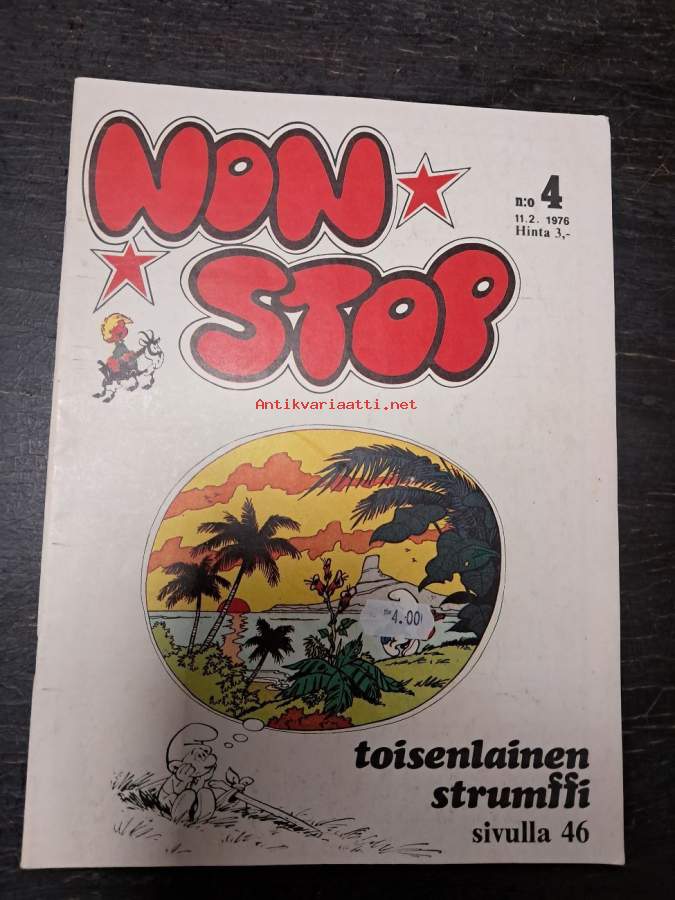 NON
STOP
n:o 4
11.2. 1976
Hinta 3,-
Antikvariaatti.net
4.00
toisenlainen
strumffi
sivulla 46